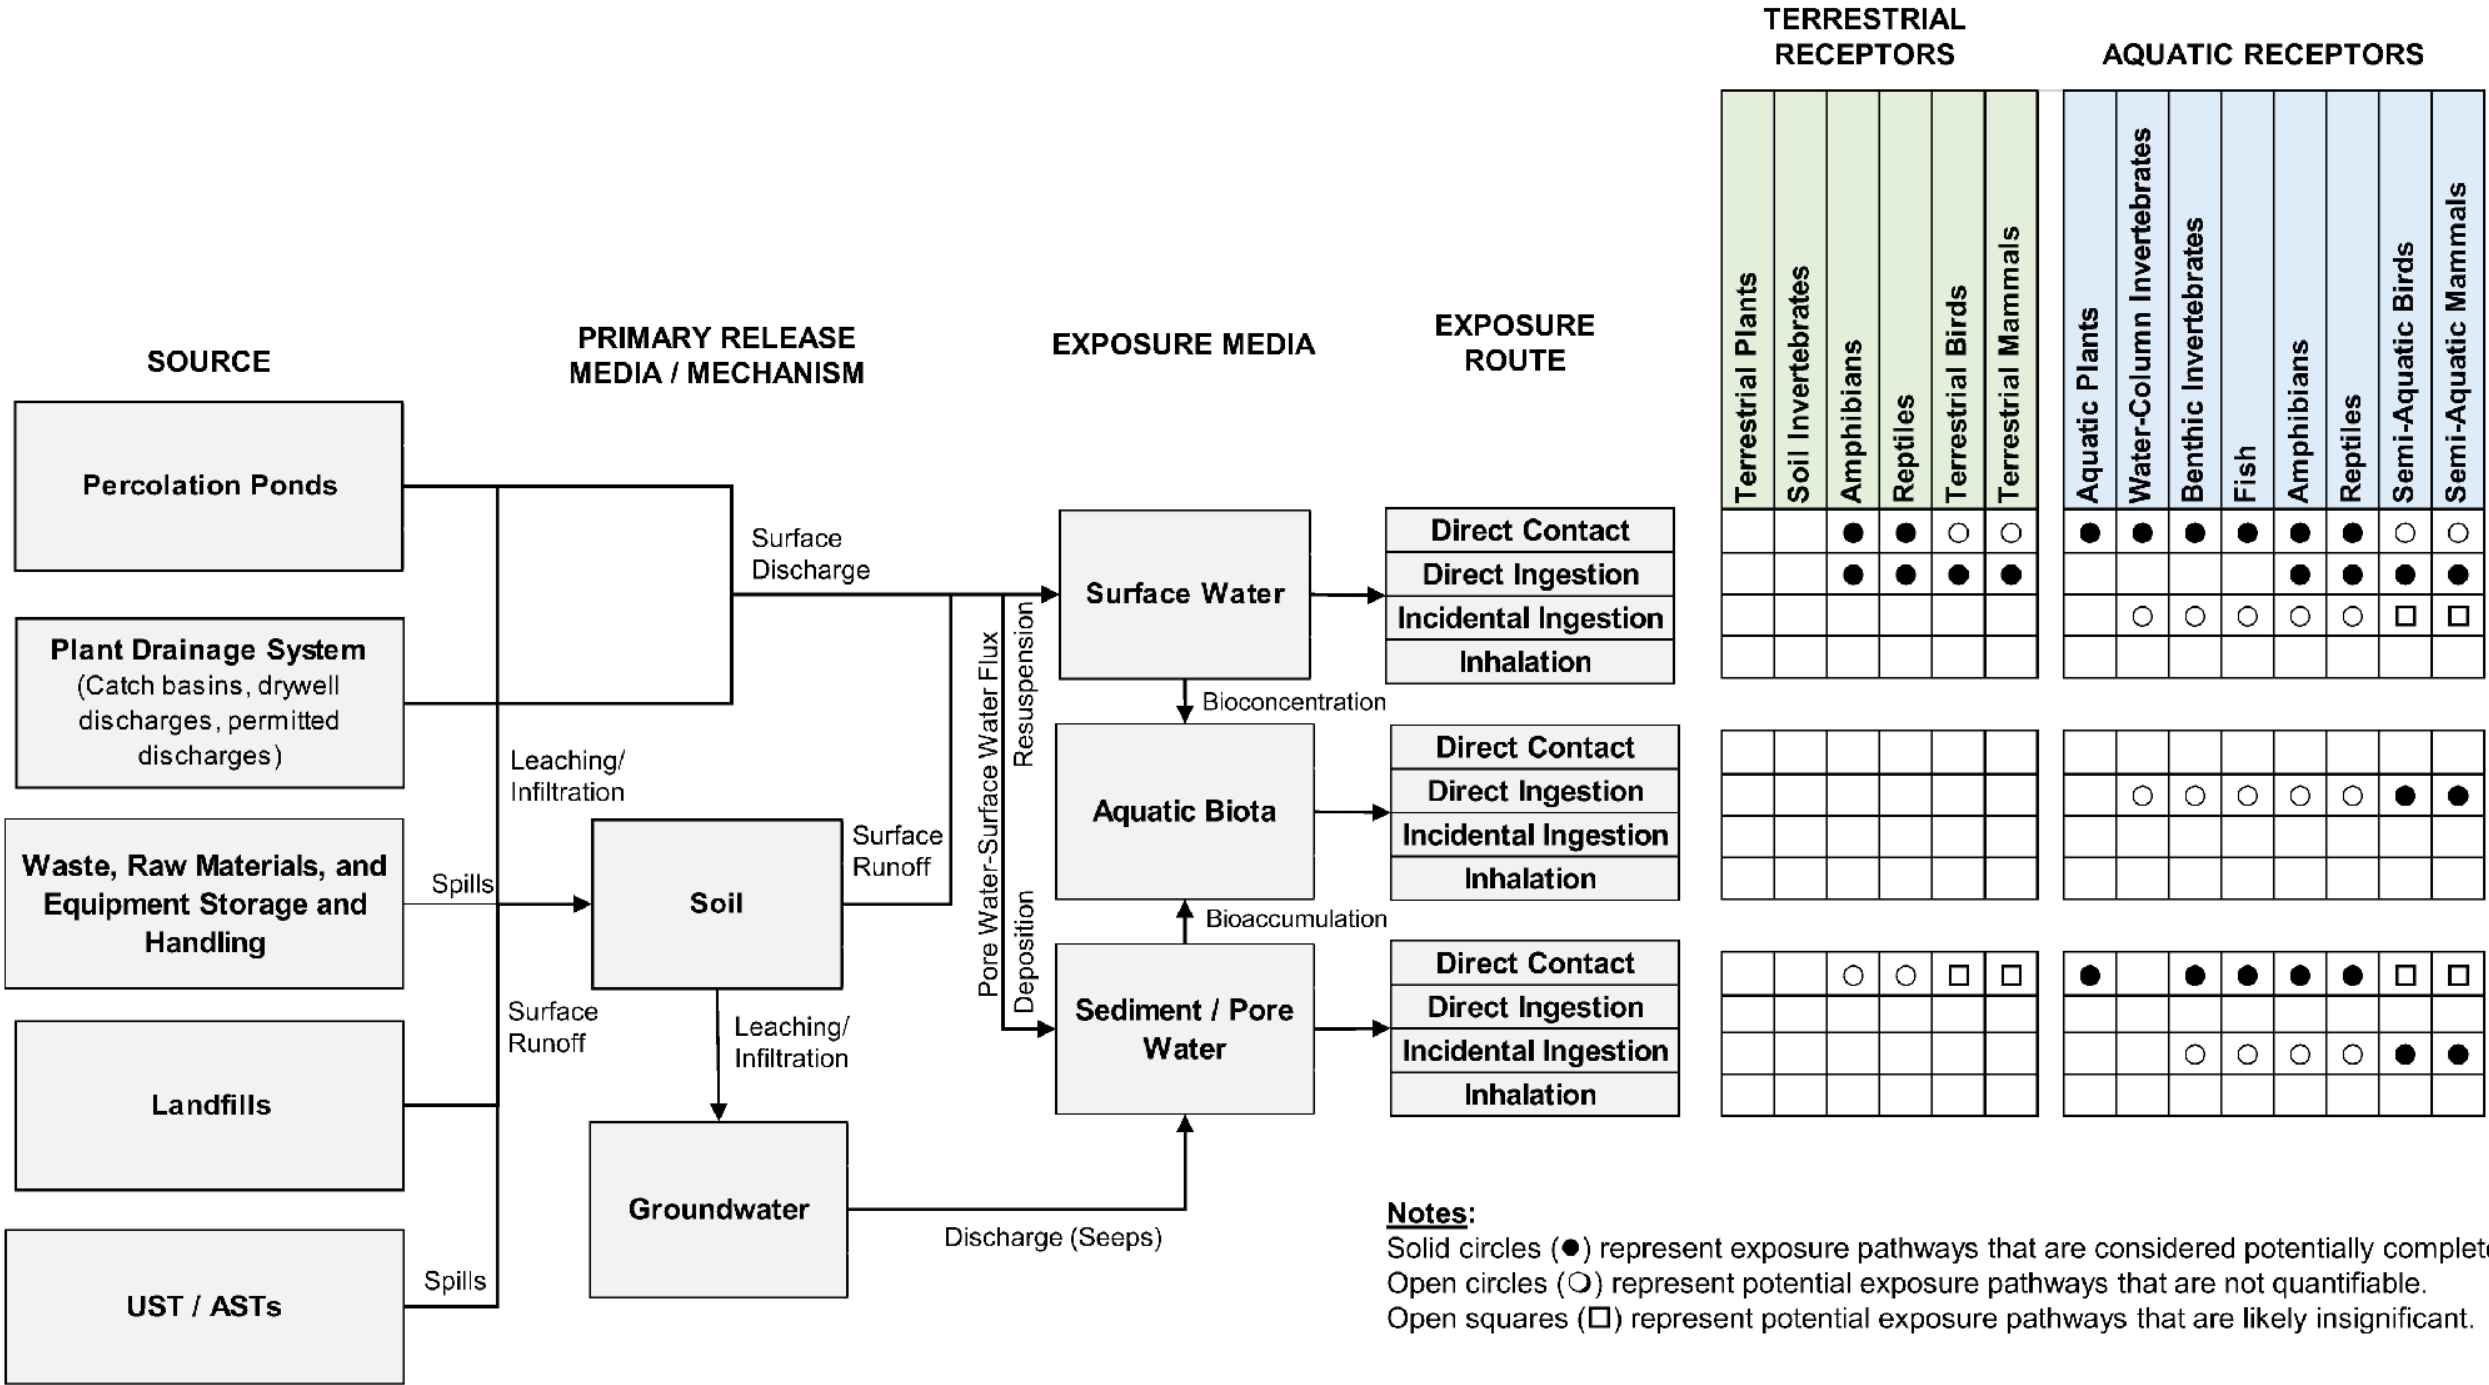 TERRESTRIAL
RECEPTORS
AQUATIC RECEPTORS
Terrestrial Plants
Soil Invertebrates
Amphibians
Reptiles
Terrestrial Birds
Terrestrial Mammals
Aquatic Plants
Water-Column Invertebrates
Benthic Invertebrates
Fish
Amphibians
Reptiles
Semi-Aquatic Birds
Semi-Aquatic Mammals
SOURCE
PRIMARY RELEASE
MEDIA / MECHANISM
EXPOSURE MEDIA
EXPOSURE
ROUTE
Percolation Ponds
Plant Drainage System
(Catch basins, drywell
discharges, permitted
discharges)
Waste, Raw Materials, and
Equipment Storage and
Handling
Landfills
UST / ASTs
Spills
Spills
Leaching/
Infiltration
Surface
Runoff
Surface
Discharge
Soil
Surface
Runoff
Leaching/
Infiltration
Groundwater
Discharge (Seeps)
Pore Water-Surface Water Flux
Resuspension
Deposition
Surface Water
Bioconcentration
Aquatic Biota
Bioaccumulation
Sediment / Pore
Water
Direct Contact
Direct Ingestion
Incidental Ingestion
Inhalation
Direct Contact
Direct Ingestion
Incidental Ingestion
Inhalation
Direct Contact
Direct Ingestion
Incidental Ingestion
Inhalation
Notes:
Solid circles (●) represent exposure pathways that are considered potentially complet
Open circles (○) represent potential exposure pathways that are not quantifiable.
Open squares (□) represent potential exposure pathways that are likely insignificant.